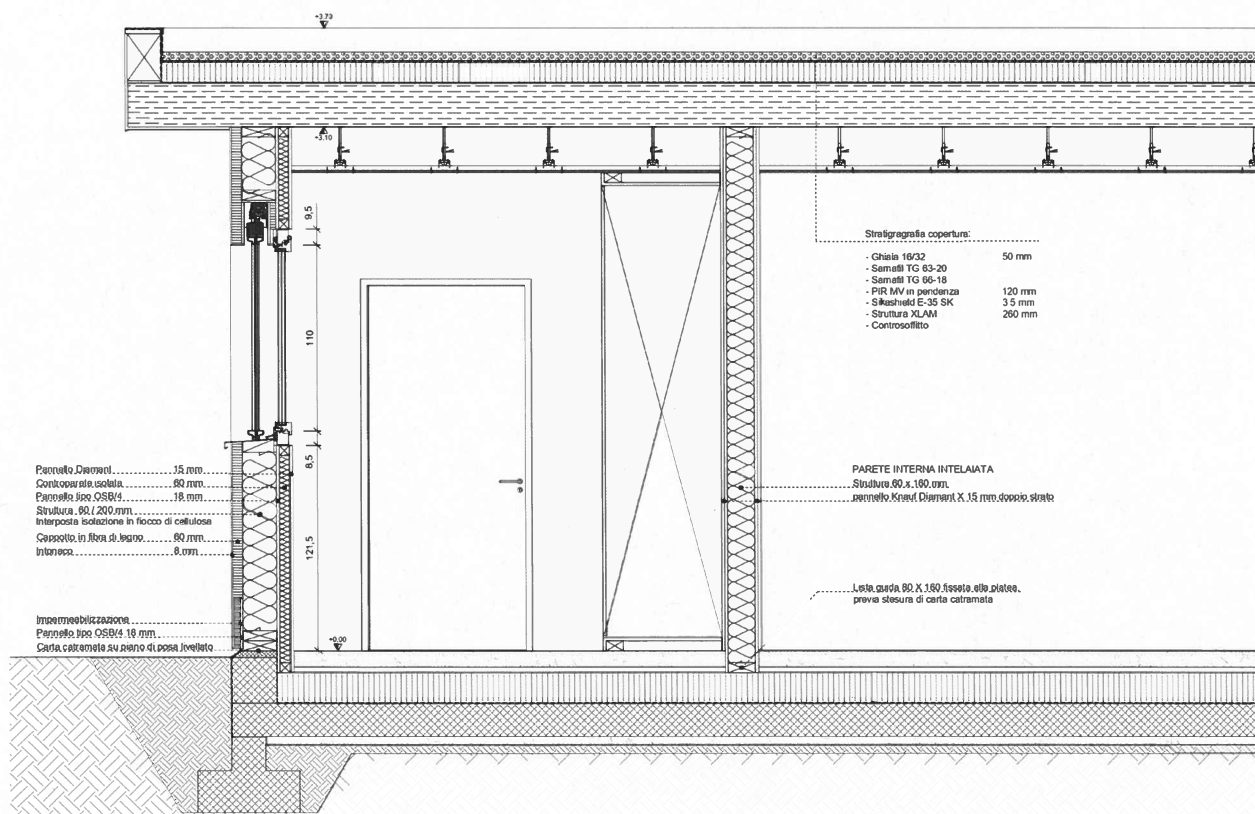 +3.70
+3.10
9,5
110
8,5
121,5
+0.00
Stratigragrafia copertura:
- Ghiaia 16/32 50 mm
- Sarnafil TG 63-20
- Sarnafil TG 66-18
- PIR MV in pendenza 120 mm
- Sikashield E-35 SK 3 5 mm
- Struttura XLAM 260 mm
- Controsoffitto
Pannello Diamant 15 mm
Controparete isolata 60 mm
Pannello tipo OSB/4 18 mm
Struttura 60 / 200 mm
Interposta isolazione in fiocco di cellulosa
Cappotto in fibra di legno 60 mm
Intonaco 8 mm
PARETE INTERNA INTELAIATA
Struttura 60 x 160 mm
pannello Knauf Diamant X 15 mm doppio strato
Lista guida 80 X 160 fissata alla platea,
previa stesura di carta catramata
Impermeabilizzazione
Pannello tipo OSB/4 18 mm
Carta catramata su piano di posa livellato